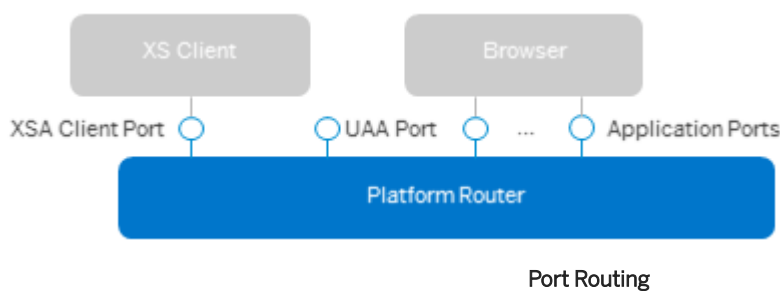 XS Client Browser
XSA Client Port UAA Port ... Application Ports
Platform Router
Port Routing